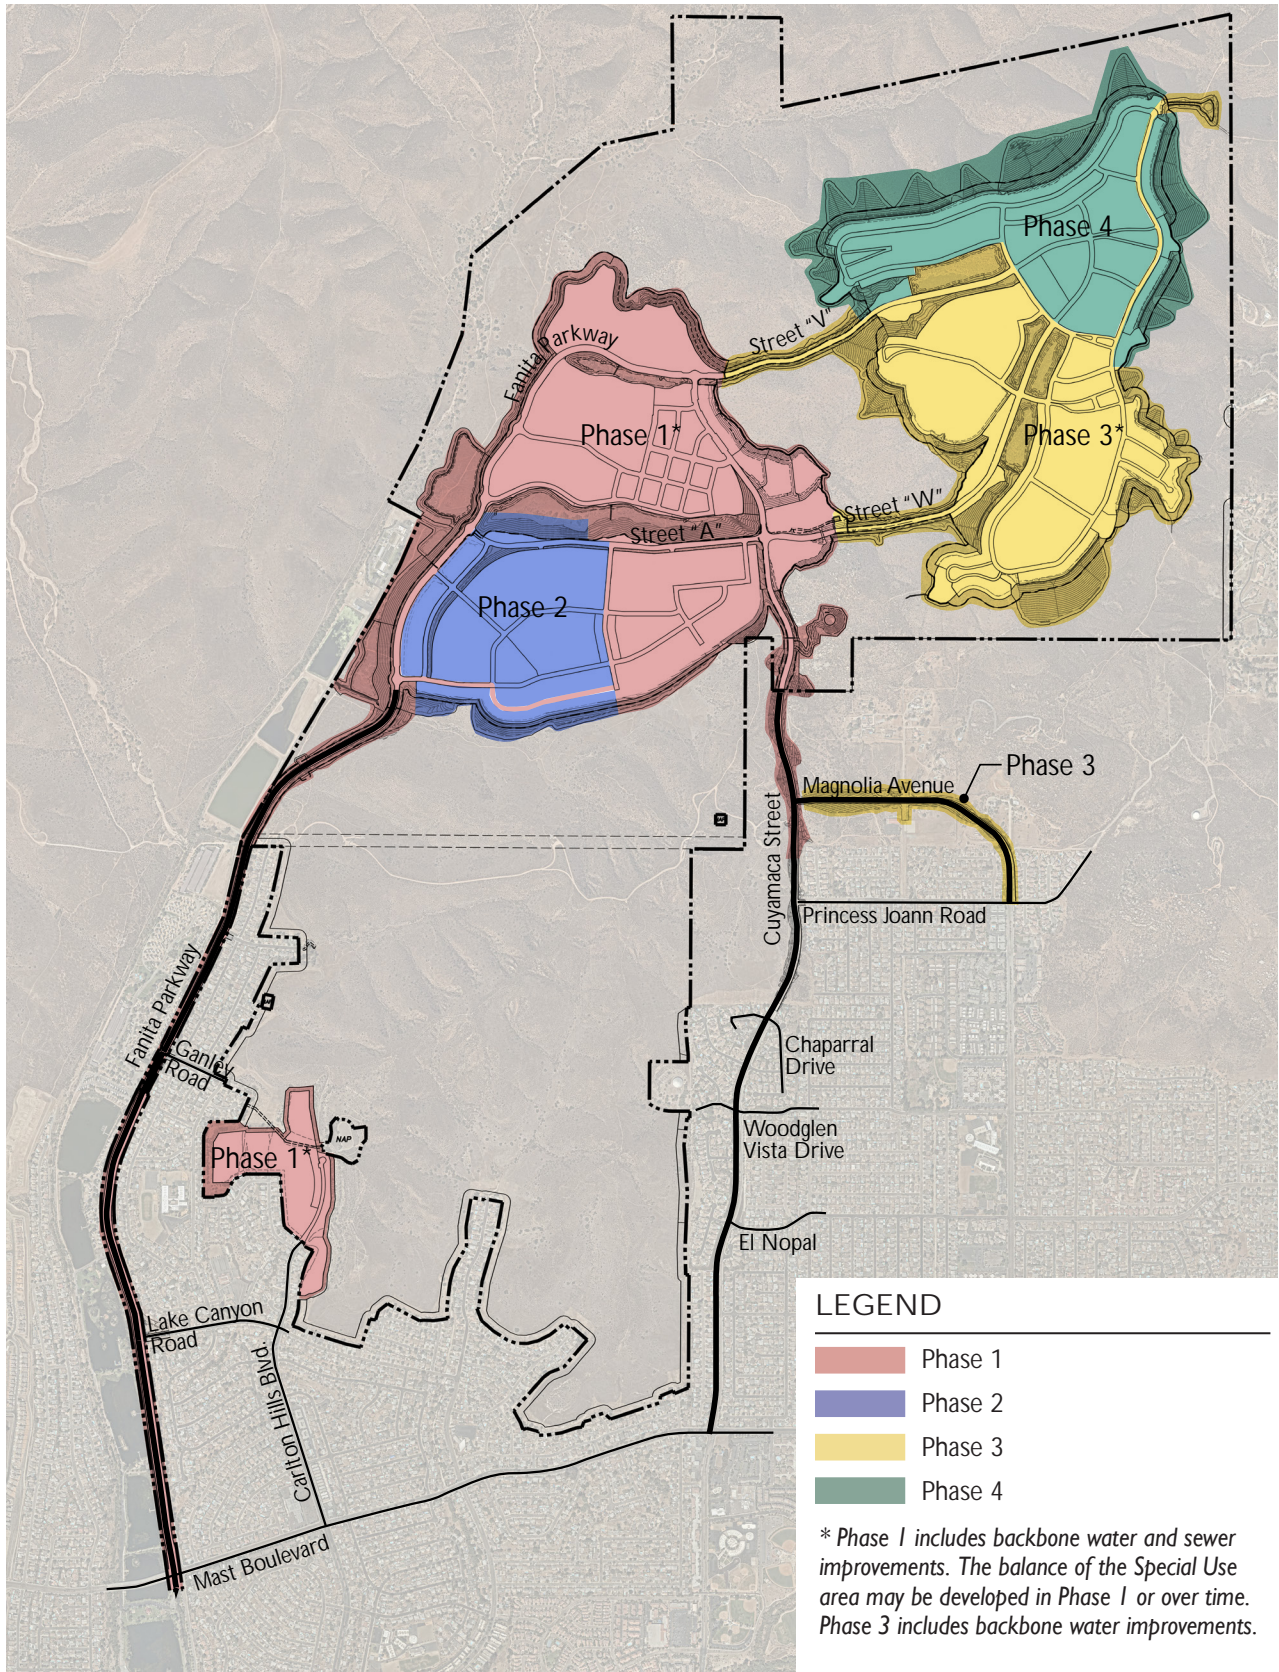 Phase 4
Street "V"
Fanita Parkway
Phase 1*
Phase 3*
Street "W"
Street "A"
Phase 2
Phase 3
Magnolia Avenue
Cuyamaca Street
Princess Joann Road
Fanita Parkway
Ganley
Road
Chaparral
Drive
Woodglen
Vista Drive
NAP
Phase 1*
El Nopal
Lake Canyon
Road
Carlton Hills Blvd.
Mast Boulevard
LEGEND
Phase 1
Phase 2
Phase 3
Phase 4
* Phase 1 includes backbone water and sewer
improvements. The balance of the Special Use
area may be developed in Phase 1 or over time.
Phase 3 includes backbone water improvements.